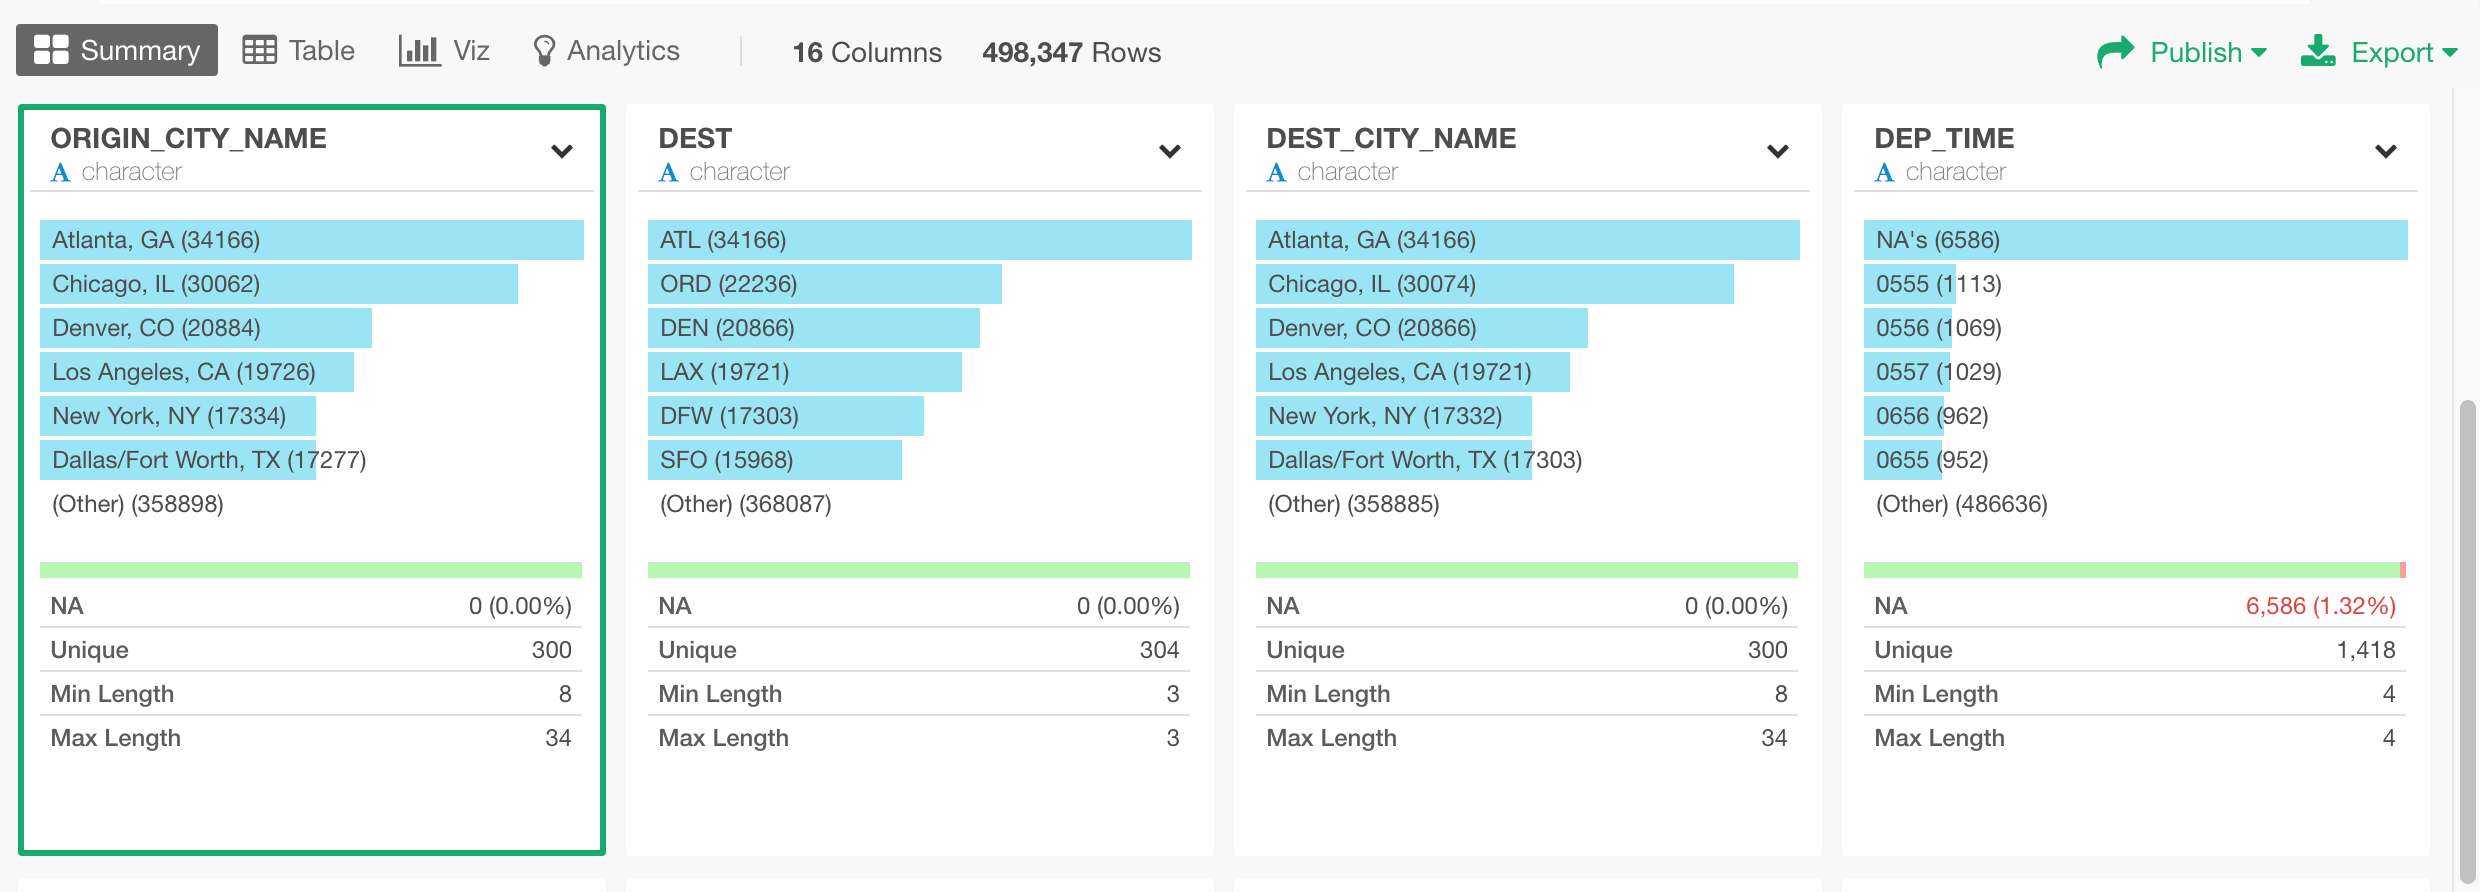 Summary Table Viz Analytics 16 Columns 498,347 Rows Publish Export
ORIGIN_CITY_NAME
A character
Atlanta, GA (34166)
Chicago, IL (30062)
Denver, CO (20884)
Los Angeles, CA (19726)
New York, NY (17334)
Dallas/Fort Worth, TX (17277)
(Other) (358898)
NA 0 (0.00%)
Unique 300
Min Length 8
Max Length 34
DEST
A character
ATL (34166)
ORD (22236)
DEN (20866)
LAX (19721)
DFW (17303)
SFO (15968)
(Other) (368087)
NA 0 (0.00%)
Unique 304
Min Length 3
Max Length 3
DEST_CITY_NAME
A character
Atlanta, GA (34166)
Chicago, IL (30074)
Denver, CO (20866)
Los Angeles, CA (19721)
New York, NY (17332)
Dallas/Fort Worth, TX (17303)
(Other) (358885)
NA 0 (0.00%)
Unique 300
Min Length 8
Max Length 34
DEP_TIME
A character
NA's (6586)
0555 (1113)
0556 (1069)
0557 (1029)
0656 (962)
0655 (952)
(Other) (486636)
NA 6,586 (1.32%)
Unique 1,418
Min Length 4
Max Length 4